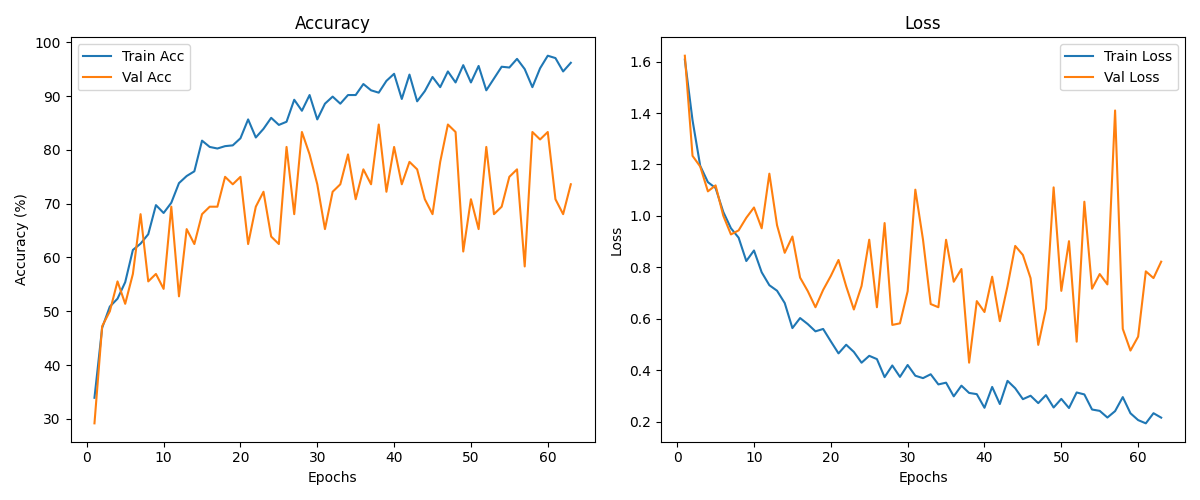 Accuracy
Train Acc
Val Acc
Accuracy (%)
100
90
80
70
60
50
40
30
0 10 20 30 40 50 60
Epochs
Loss
Train Loss
Val Loss
Loss
1.6
1.4
1.2
1.0
0.8
0.6
0.4
0.2
0 10 20 30 40 50 60
Epochs